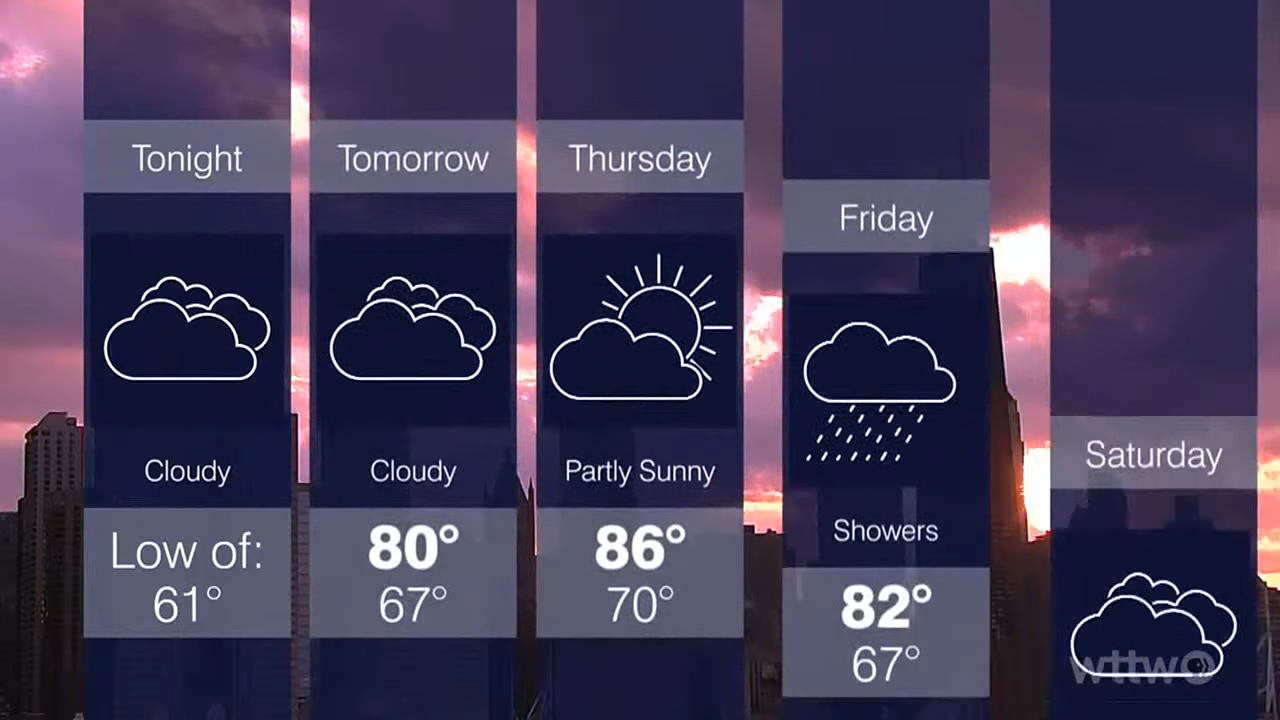 Tonight
Cloudy
Low of:
61°
Tomorrow
Cloudy
80°
67°
Thursday
Partly Sunny
86°
70°
Friday
Showers
82°
67°
Saturday
wttw